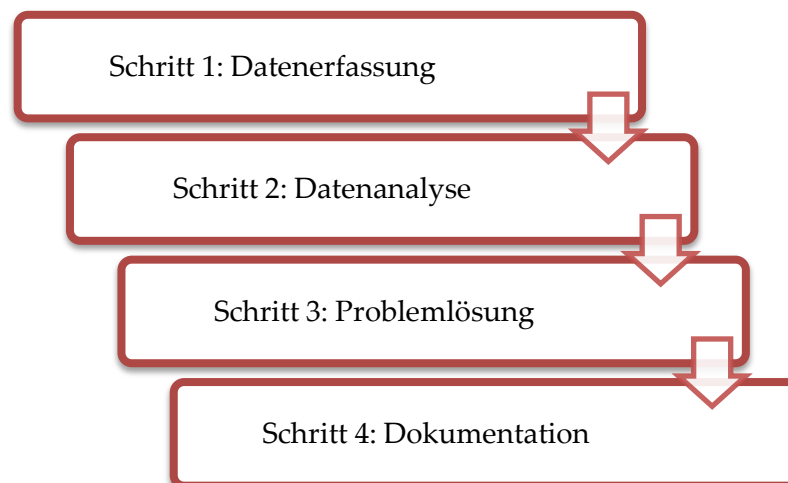 Schritt 1: Datenerfassung
Schritt 2: Datenanalyse
Schritt 3: Problemlösung
Schritt 4: Dokumentation